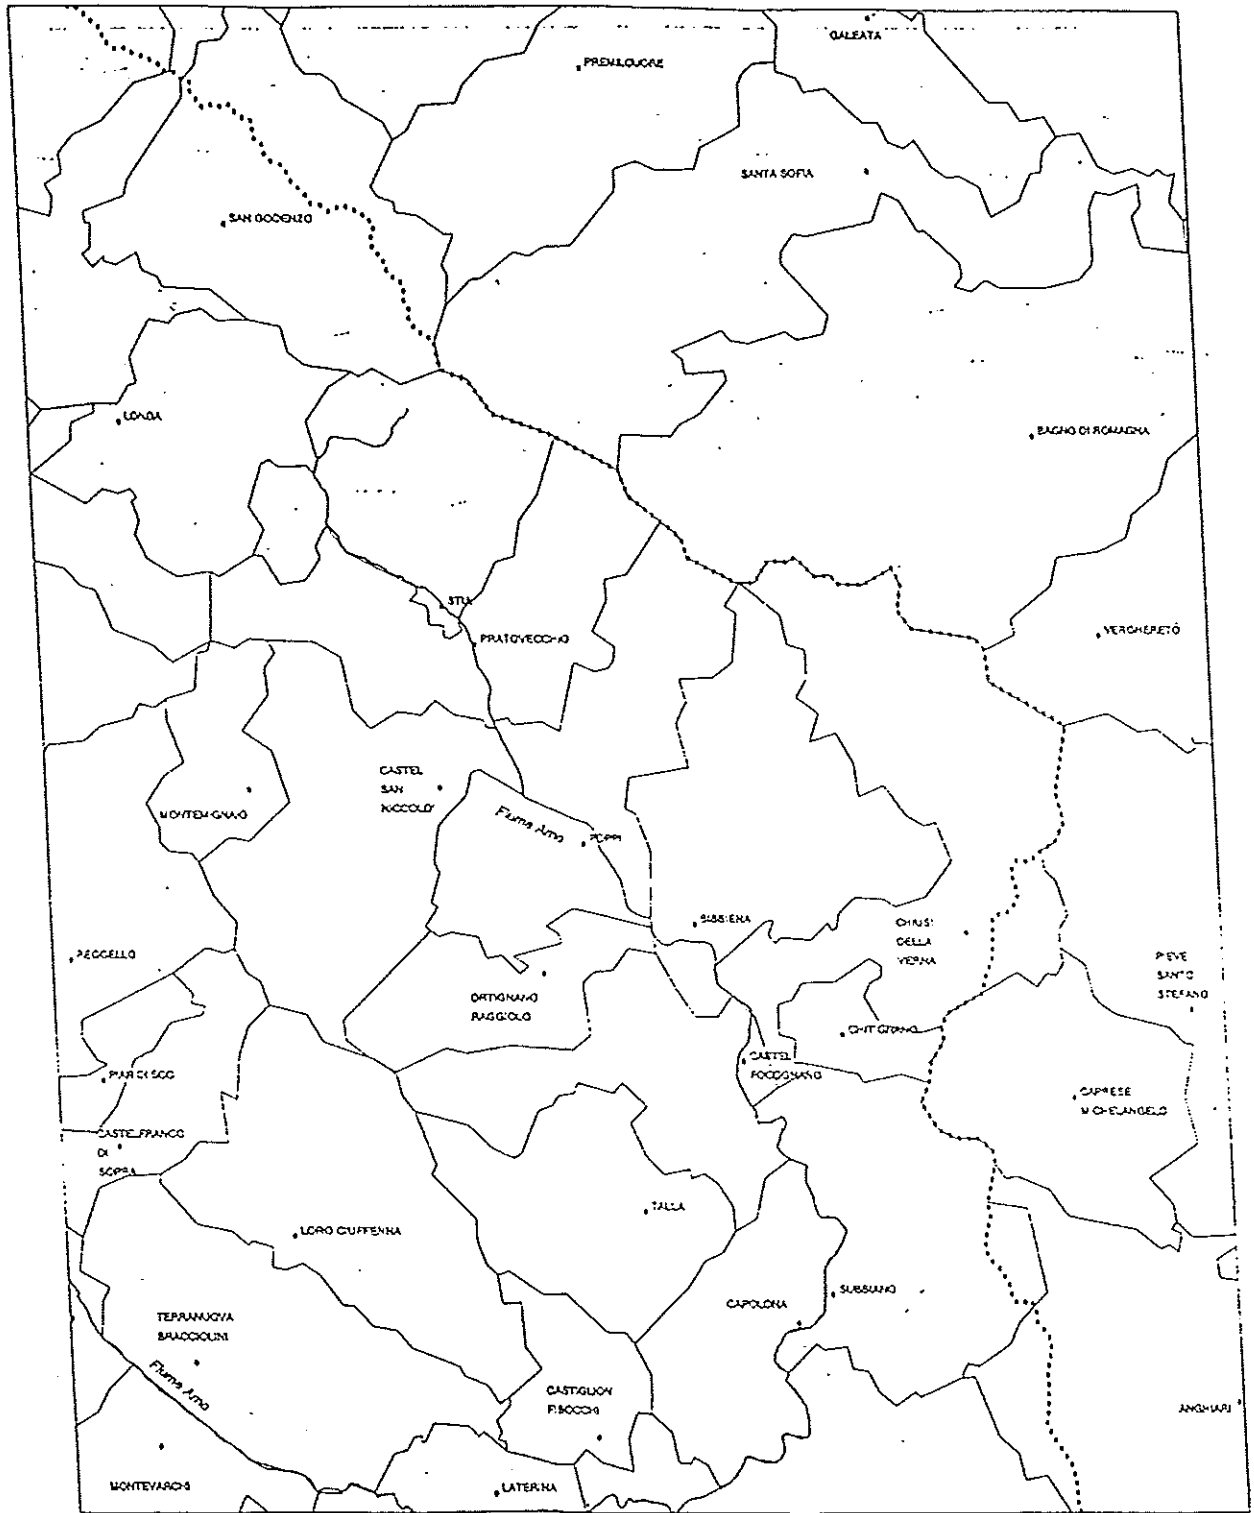 GALEATA
PREMILCUORE
SANTA SOFIA
SAN GODENZO
LONDA
BAGNO DI ROMAGNA
STIA
PRATOVECCHIO
VERGHERETO
CASTEL
SAN
NICCOLO'
MONTEMIGNAIO
Fiume Arno
POPPI
BIBBIENA
CHIUSI
DELLA
VERNA
REGGELLO
PIEVE
SANTO
STEFANO
ORTIGNANO
RAGGIOLO
CHITIGNANO
CASTEL
FOCOGNANO
PIAN DI SCO
CAPRESE
MICHELANGELO
CASTELFRANCO
DI
SOPRA
TALLA
LORO CIUFFENNA
SUBBIANO
CAPOLONA
TERRANUOVA
BRACCIOLINI
Fiume Arno
CASTIGLION
FIBOCCHI
ANGHIARI
MONTEVARCHI
LATERINA